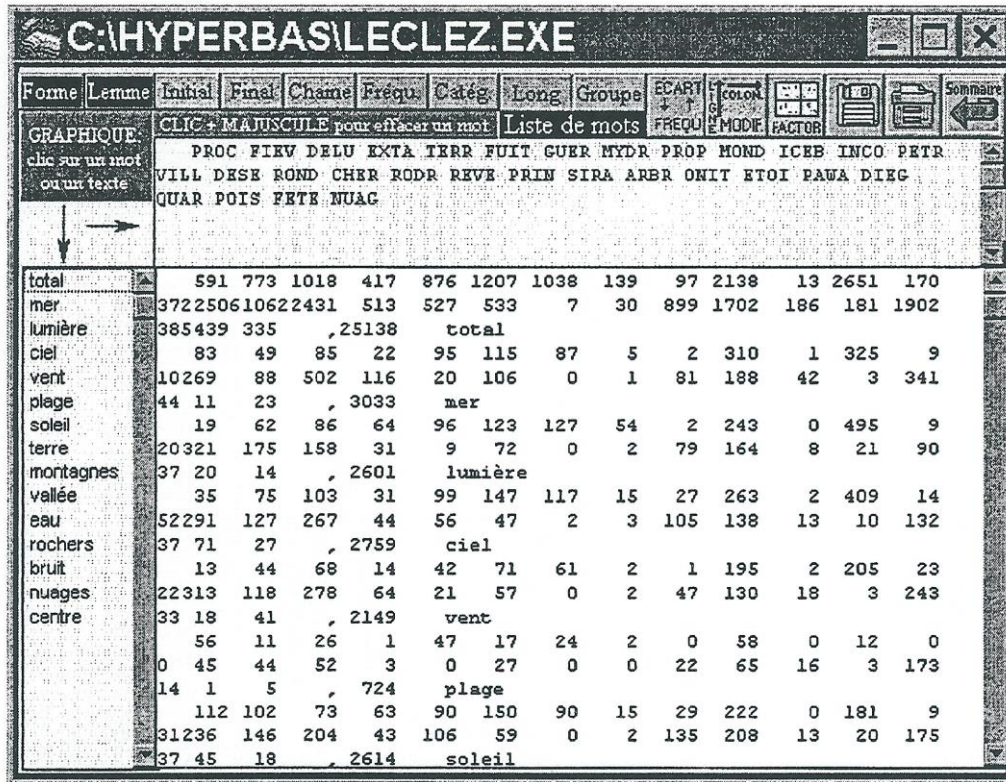 C:\HYPERBAS\LECLEZ.EXE
Forme Lemme Initial Final Chaine Fréqu. Catég. Long Groupe ECART FREQU LIGNE COLON. MODIF FACTOR Sommaire
GRAPHIQUE: clic sur un mot ou un texte
CLIC + MAJUSCULE pour effacer un mot Liste de mots
PROC FIEV DELU EXTA TERR FUIT GUER MYDR PROP MOND ICEB INCO PETR
VILL DESE ROND CHER RODR REVE PRIN SIRA ARBR ONIT ETOI PAWA DIEG
QUAR POIS FETE NUAG
total 591 773 1018 417 876 1207 1038 139 97 2138 13 2651 170
mer 372250610622431 513 527 533 7 30 899 1702 186 181 1902
lumière 385439 335 ,25138 total
ciel 83 49 85 22 95 115 87 5 2 310 1 325 9
vent 10269 88 502 116 20 106 0 1 81 188 42 3 341
plage 44 11 23 , 3033 mer
soleil 19 62 86 64 96 123 127 54 2 243 0 495 9
terre 20321 175 158 31 9 72 0 2 79 164 8 21 90
montagnes 37 20 14 , 2601 lumière
vallée 35 75 103 31 99 147 117 15 27 263 2 409 14
eau 52291 127 267 44 56 47 2 3 105 138 13 10 132
rochers 37 71 27 , 2759 ciel
bruit 13 44 68 14 42 71 61 2 1 195 2 205 23
nuages 22313 118 278 64 21 57 0 2 47 130 18 3 243
centre 33 18 41 , 2149 vent
56 11 26 1 47 17 24 2 0 58 0 12 0
0 45 44 52 3 0 27 0 0 22 65 16 3 173
14 1 5 , 724 plage
112 102 73 63 90 150 90 15 29 222 0 181 9
31236 146 204 43 106 59 0 2 135 208 13 20 175
37 45 18 , 2614 soleil